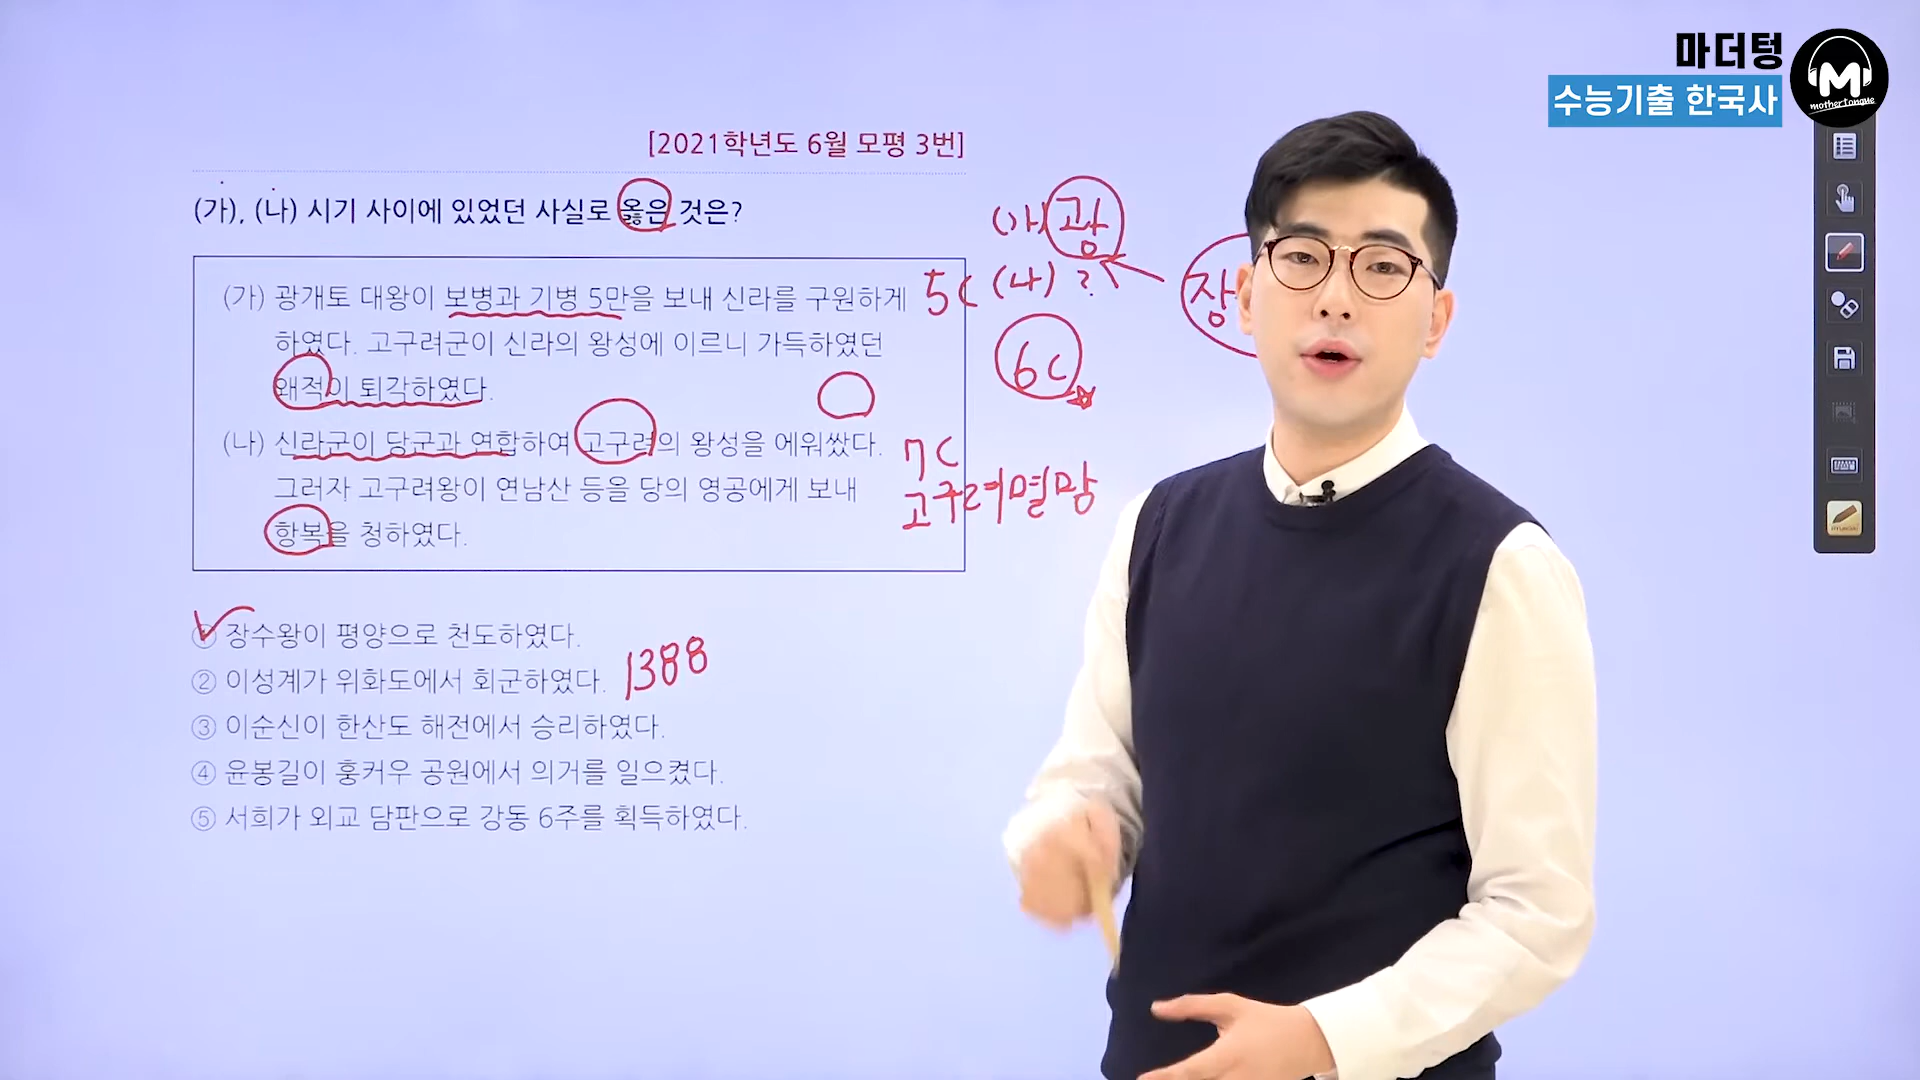 마더텅
수능기출 한국사
mothertongue
[2021학년도 6월 모평 3번]
(가), (나) 시기 사이에 있었던 사실로 옳은 것은?
(가) 광개토 대왕이 보병과 기병 5만을 보내 신라를 구원하게
하였다. 고구려군이 신라의 왕성에 이르니 가득하였던
왜적이 퇴각하였다.
(나) 신라군이 당군과 연합하여 고구려의 왕성을 에워쌌다.
그러자 고구려왕이 연남산 등을 당의 영공에게 보내
항복을 청하였다.
(가) 광
5C (나) ?
장
6C
7C
고구려멸망
① 장수왕이 평양으로 천도하였다.
② 이성계가 위화도에서 회군하였다. 1388
③ 이순신이 한산도 해전에서 승리하였다.
④ 윤봉길이 훙커우 공원에서 의거를 일으켰다.
⑤ 서희가 외교 담판으로 강동 6주를 획득하였다.